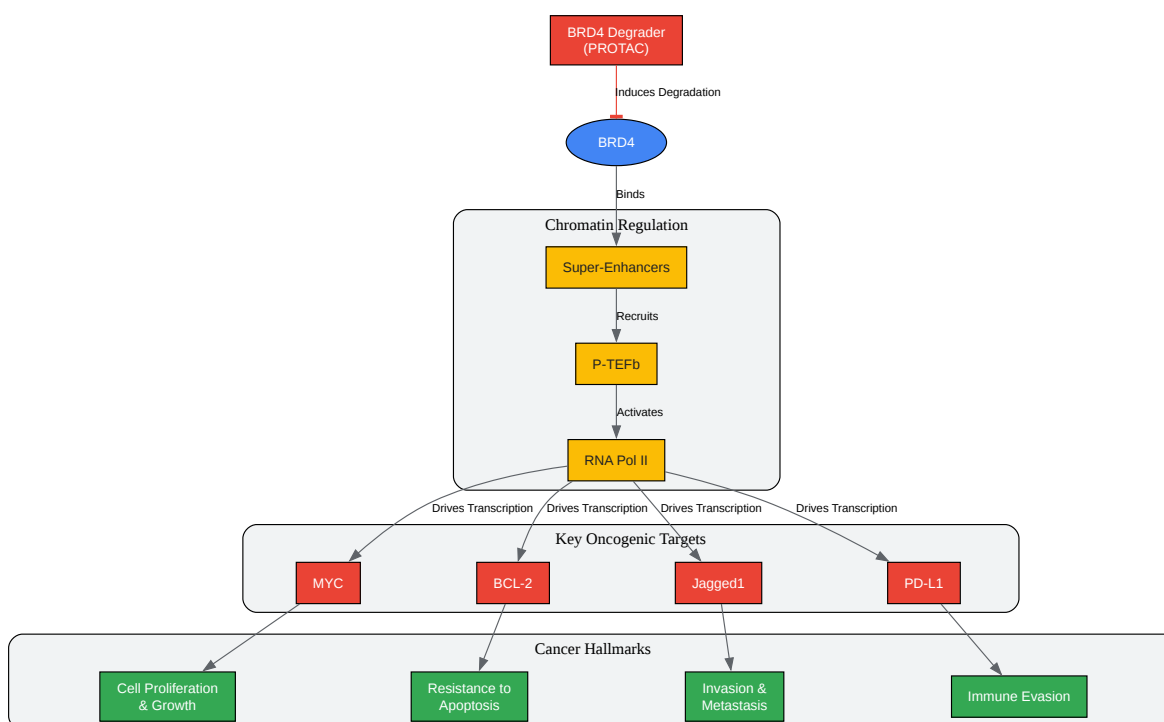 BRD4 Degrader
(PROTAC)
Induces Degradation
BRD4
Binds
Chromatin Regulation
Super-Enhancers
Recruits
P-TEFb
Activates
RNA Pol II
Drives Transcription
Drives Transcription
Drives Transcription
Drives Transcription
Key Oncogenic Targets
MYC
BCL-2
Jagged1
PD-L1
Cancer Hallmarks
Cell Proliferation
& Growth
Resistance to
Apoptosis
Invasion &
Metastasis
Immune Evasion